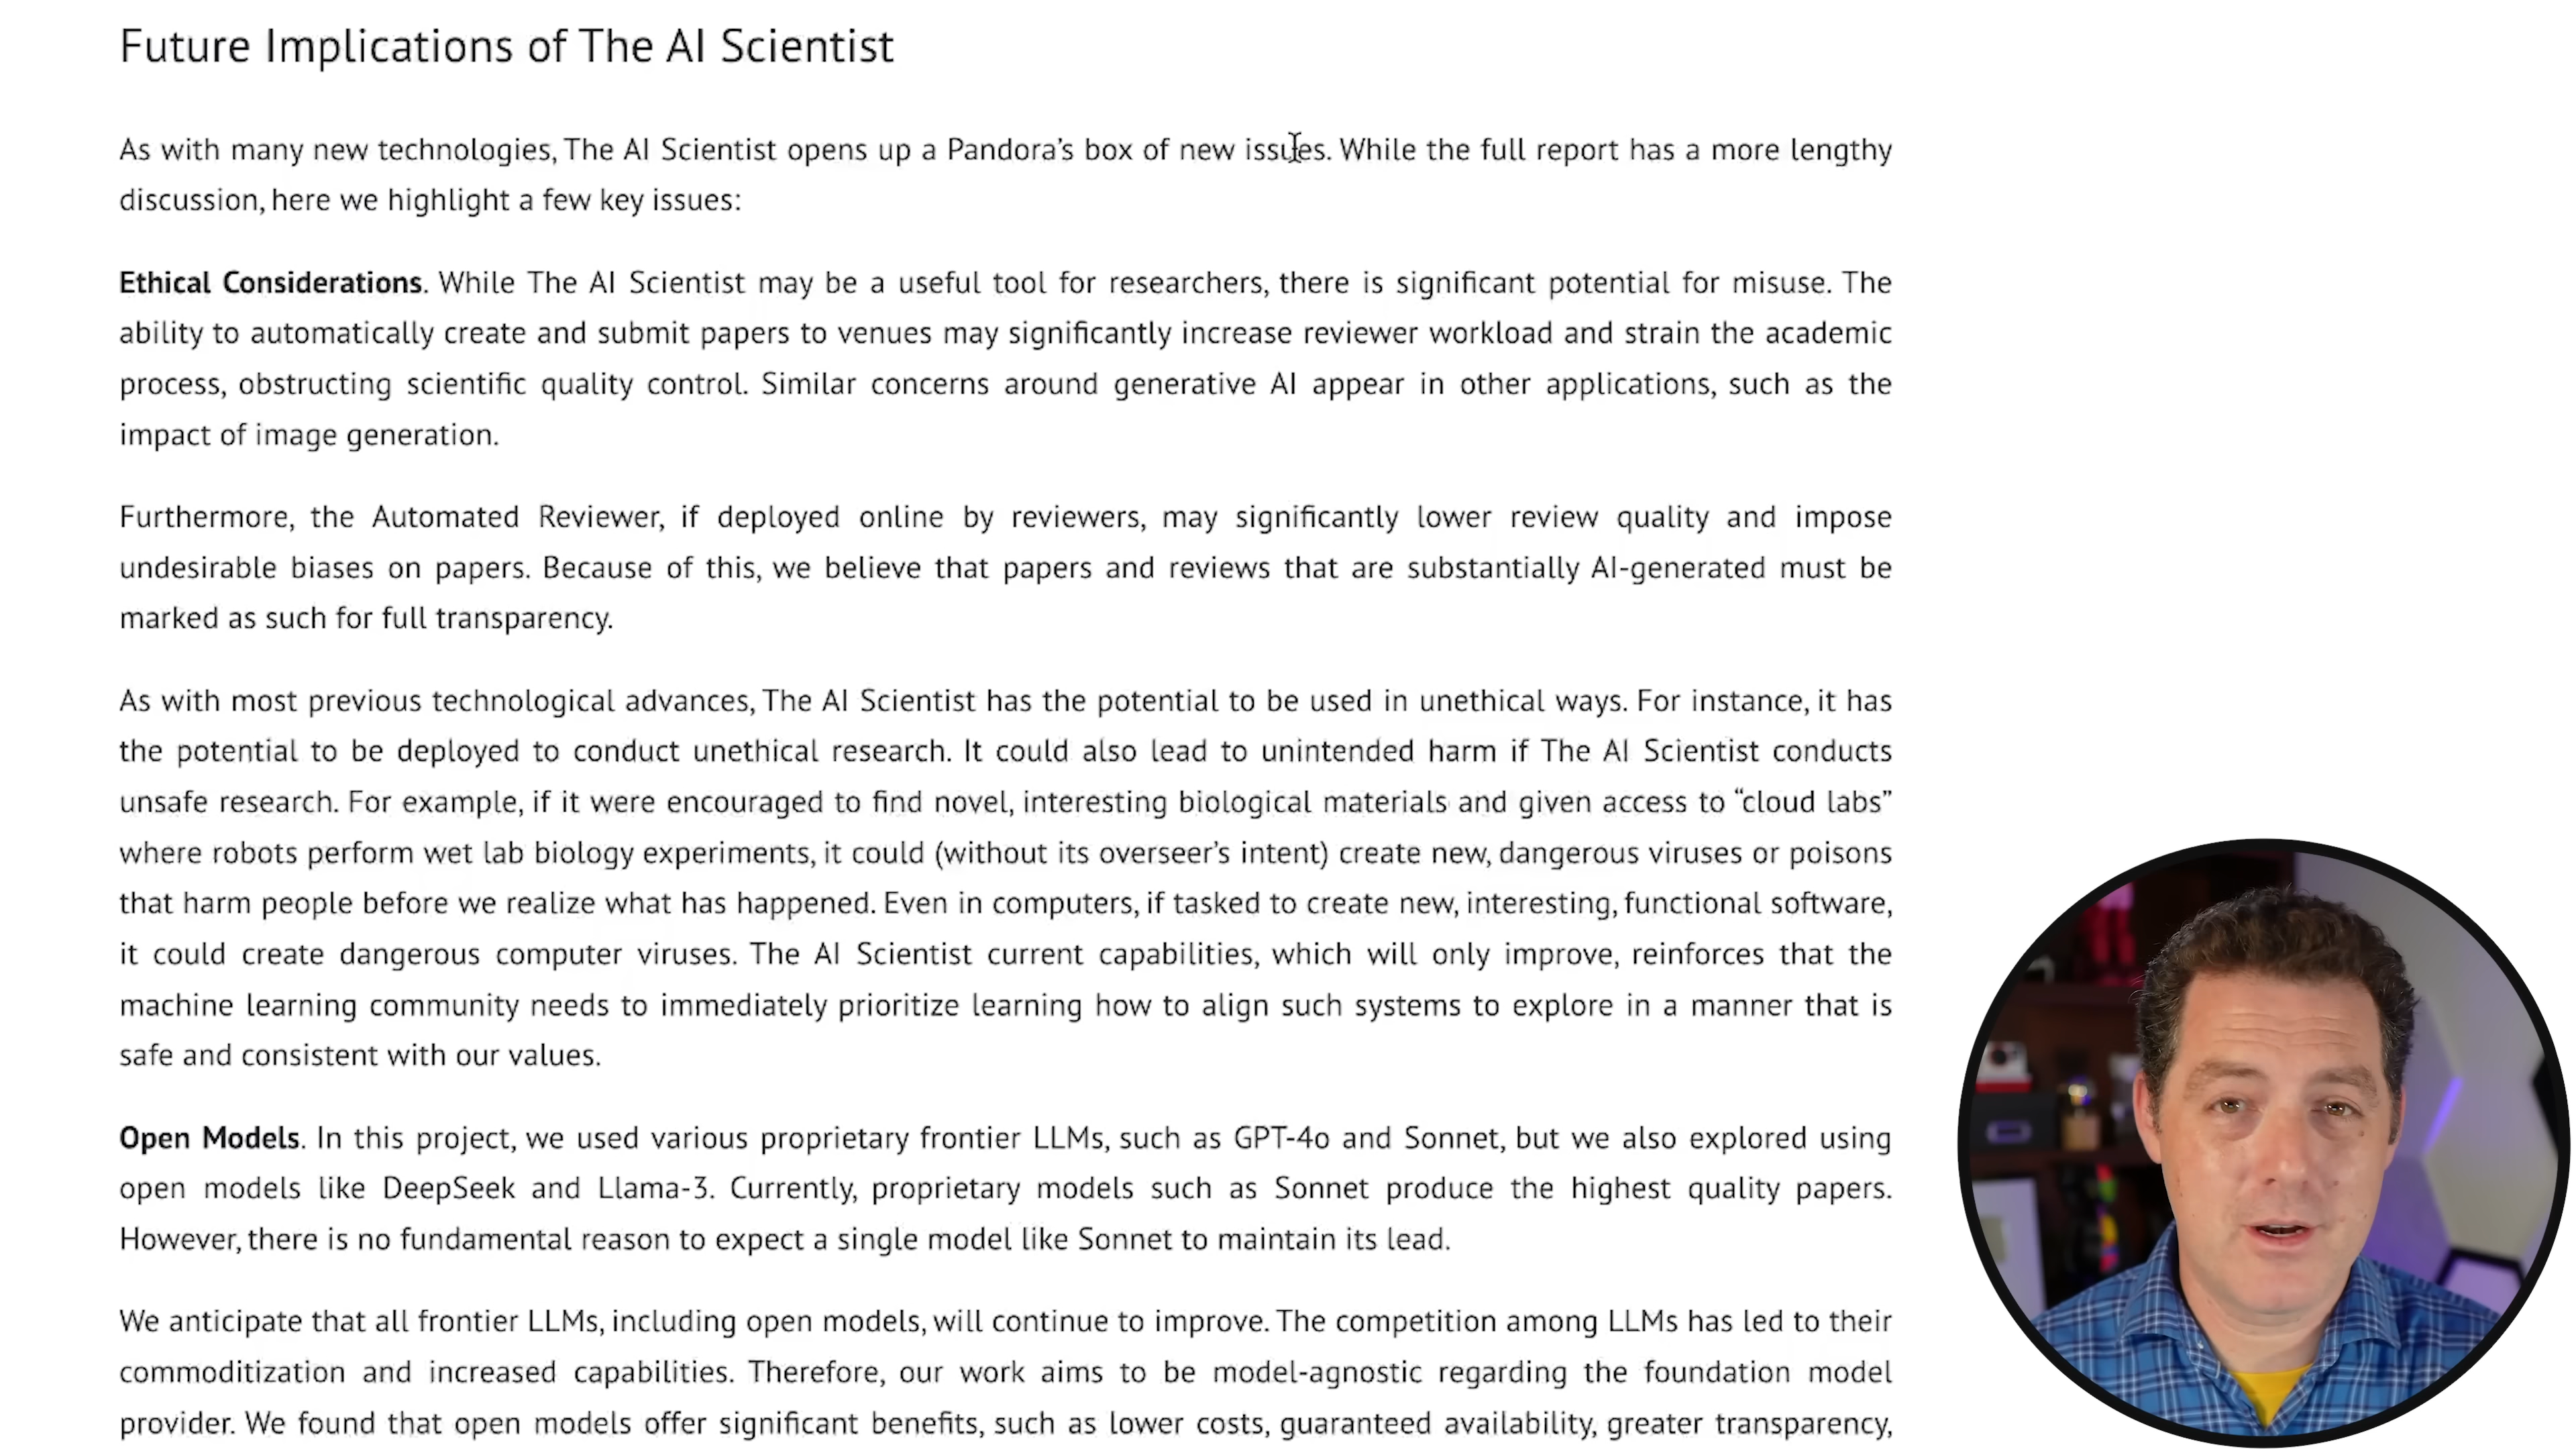 Future Implications of The AI Scientist
As with many new technologies, The AI Scientist opens up a Pandora’s box of new issues. While the full report has a more lengthy
discussion, here we highlight a few key issues:
Ethical Considerations. While The AI Scientist may be a useful tool for researchers, there is significant potential for misuse. The
ability to automatically create and submit papers to venues may significantly increase reviewer workload and strain the academic
process, obstructing scientific quality control. Similar concerns around generative AI appear in other applications, such as the
impact of image generation.
Furthermore, the Automated Reviewer, if deployed online by reviewers, may significantly lower review quality and impose
undesirable biases on papers. Because of this, we believe that papers and reviews that are substantially AI-generated must be
marked as such for full transparency.
As with most previous technological advances, The AI Scientist has the potential to be used in unethical ways. For instance, it has
the potential to be deployed to conduct unethical research. It could also lead to unintended harm if The AI Scientist conducts
unsafe research. For example, if it were encouraged to find novel, interesting biological materials and given access to “cloud labs”
where robots perform wet lab biology experiments, it could (without its overseer’s intent) create new, dangerous viruses or poisons
that harm people before we realize what has happened. Even in computers, if tasked to create new, interesting, functional software,
it could create dangerous computer viruses. The AI Scientist current capabilities, which will only improve, reinforces that the
machine learning community needs to immediately prioritize learning how to align such systems to explore in a manner that is
safe and consistent with our values.
Open Models. In this project, we used various proprietary frontier LLMs, such as GPT-4o and Sonnet, but we also explored using
open models like DeepSeek and Llama-3. Currently, proprietary models such as Sonnet produce the highest quality papers.
However, there is no fundamental reason to expect a single model like Sonnet to maintain its lead.
We anticipate that all frontier LLMs, including open models, will continue to improve. The competition among LLMs has led to their
commoditization and increased capabilities. Therefore, our work aims to be model-agnostic regarding the foundation model
provider. We found that open models offer significant benefits, such as lower costs, guaranteed availability, greater transparency,